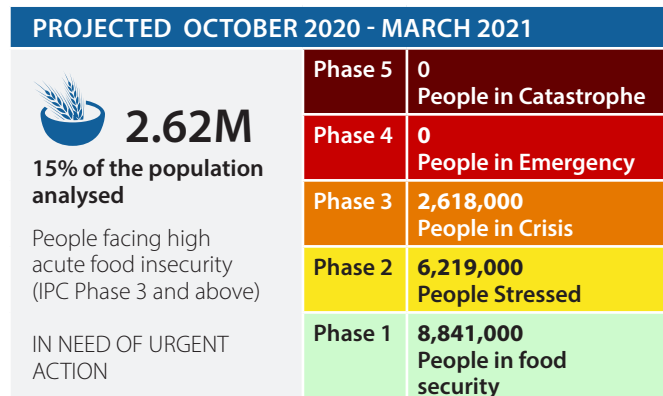 PROJECTED  OCTOBER 2020 - MARCH 2021
2.62M
15% of the population
analysed
People facing high
acute food insecurity
(IPC Phase 3 and above)
IN NEED OF URGENT
ACTION
Phase 5
0
People in Catastrophe
Phase 4
0
People in Emergency
Phase 3
2,618,000
People in Crisis
Phase 2
6,219,000
People Stressed
Phase 1
8,841,000
People in food
security